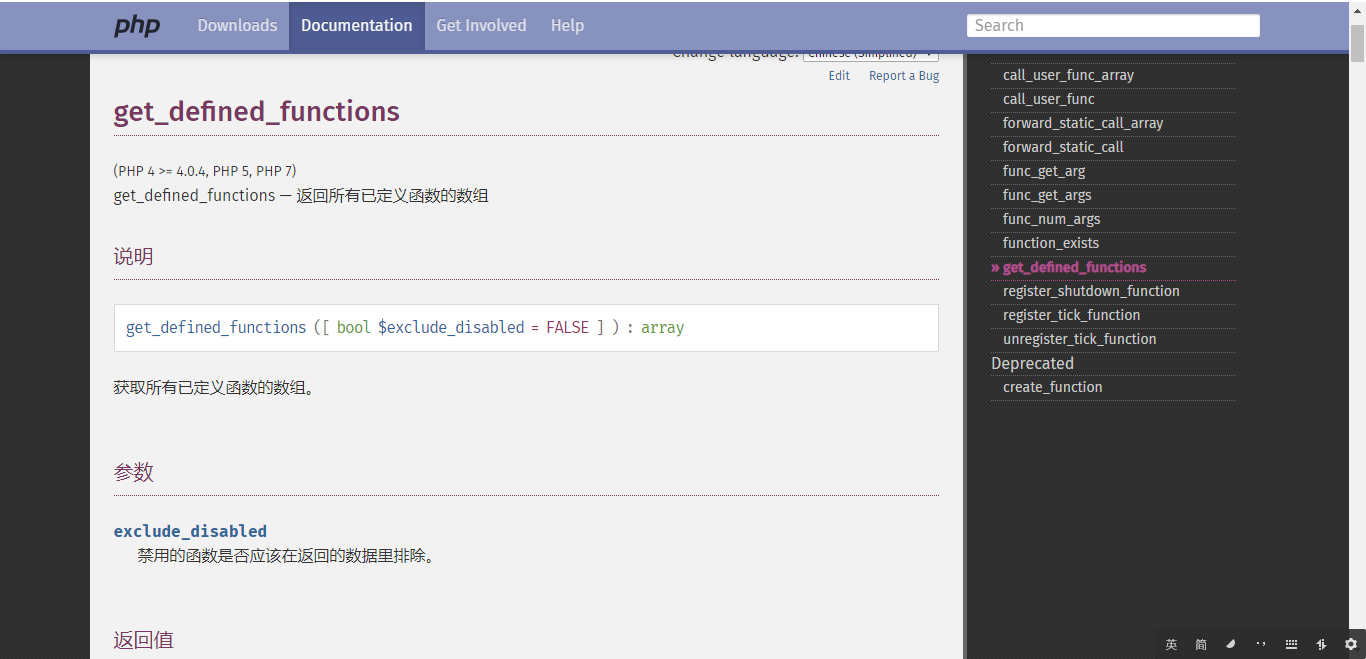 php Downloads Documentation Get Involved Help Search
Change language: Chinese (Simplified)
Edit Report a Bug
get_defined_functions
(PHP 4 >= 4.0.4, PHP 5, PHP 7)
get_defined_functions — 返回所有已定义函数的数组
说明
get_defined_functions ([ bool $exclude_disabled = FALSE ] ) : array
获取所有已定义函数的数组。
参数
exclude_disabled
禁用的函数是否应该在返回的数据里排除。
返回值
call_user_func_array
call_user_func
forward_static_call_array
forward_static_call
func_get_arg
func_get_args
func_num_args
function_exists
» get_defined_functions
register_shutdown_function
register_tick_function
unregister_tick_function
Deprecated
create_function
英 简